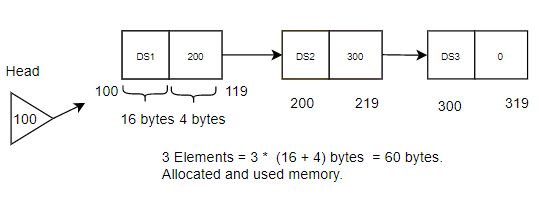 DS1 200 DS2 300 DS3 0
Head
100 119
200 219
300 319
100
16 bytes 4 bytes
3 Elements = 3 * (16 + 4) bytes = 60 bytes.
Allocated and used memory.